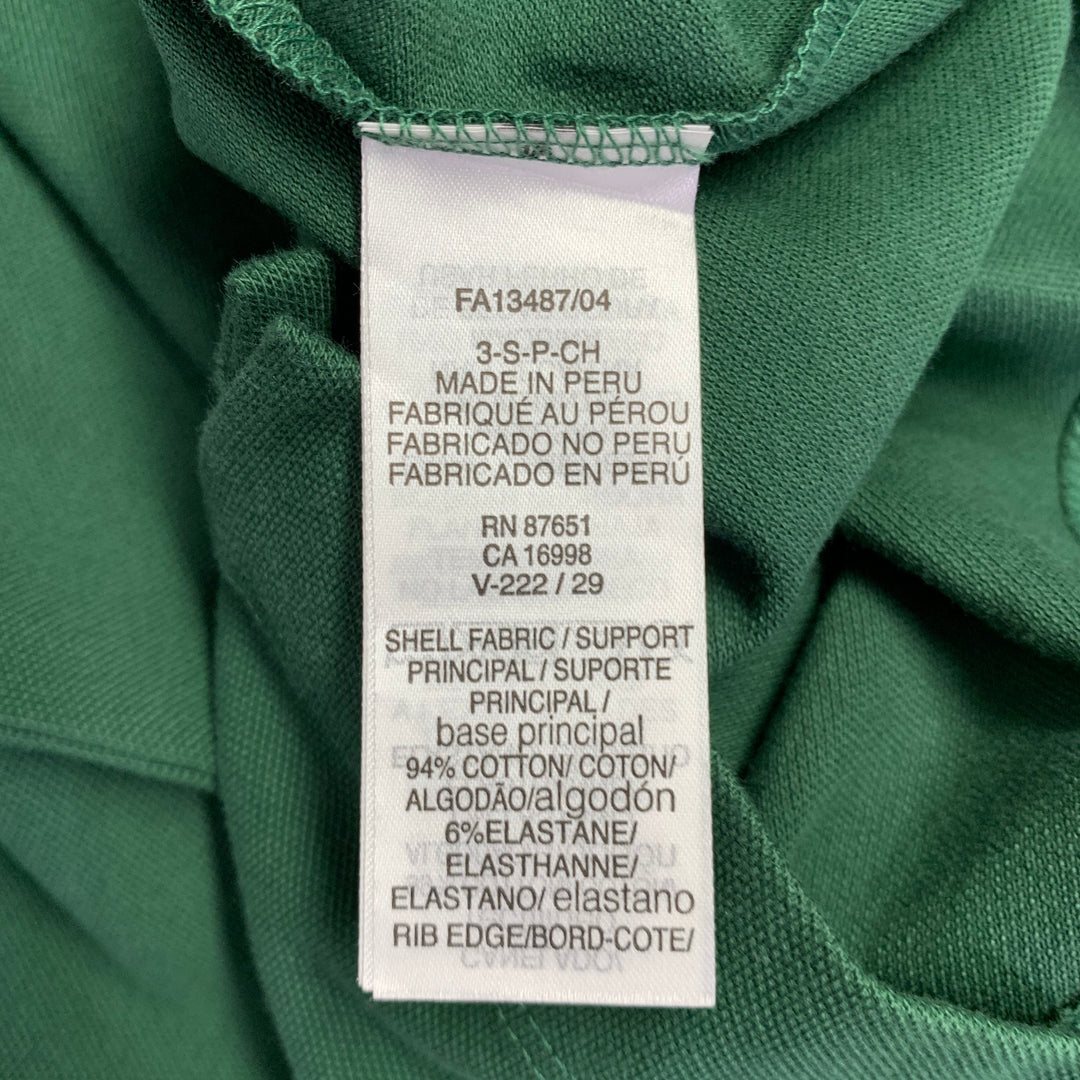 FA13487/04
3-S-P-CH
MADE IN PERU
FABRIQUÉ AU PÉROU
FABRICADO NO PERU
FABRICADO EN PERÚ
RN 87651
CA 16998
V-222 / 29
SHELL FABRIC / SUPPORT
PRINCIPAL / SUPORTE
PRINCIPAL /
base principal
94% COTTON/ COTON/
ALGODÃO/algodón
6%ELASTANE/
ELASTHANNE/
ELASTANO/ elastano
RIB EDGE/BORD-COTE/